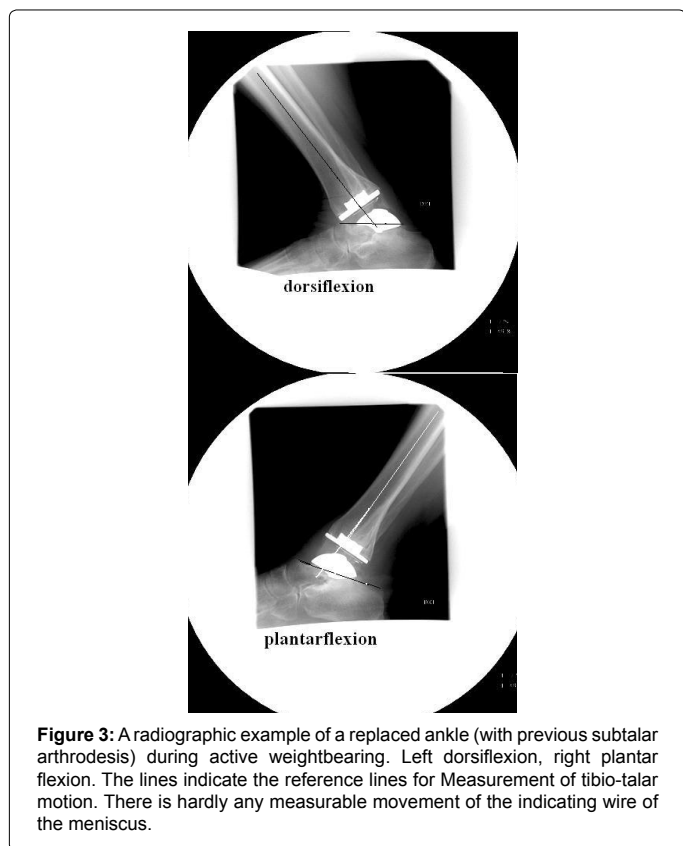 dorsiflexion
plantarflexion
Figure 3: A radiographic example of a replaced ankle (with previous subtalar
arthrodesis) during active weightbearing. Left dorsiflexion, right plantar
flexion. The lines indicate the reference lines for Measurement of tibio-talar
motion. There is hardly any measurable movement of the indicating wire of
the meniscus.